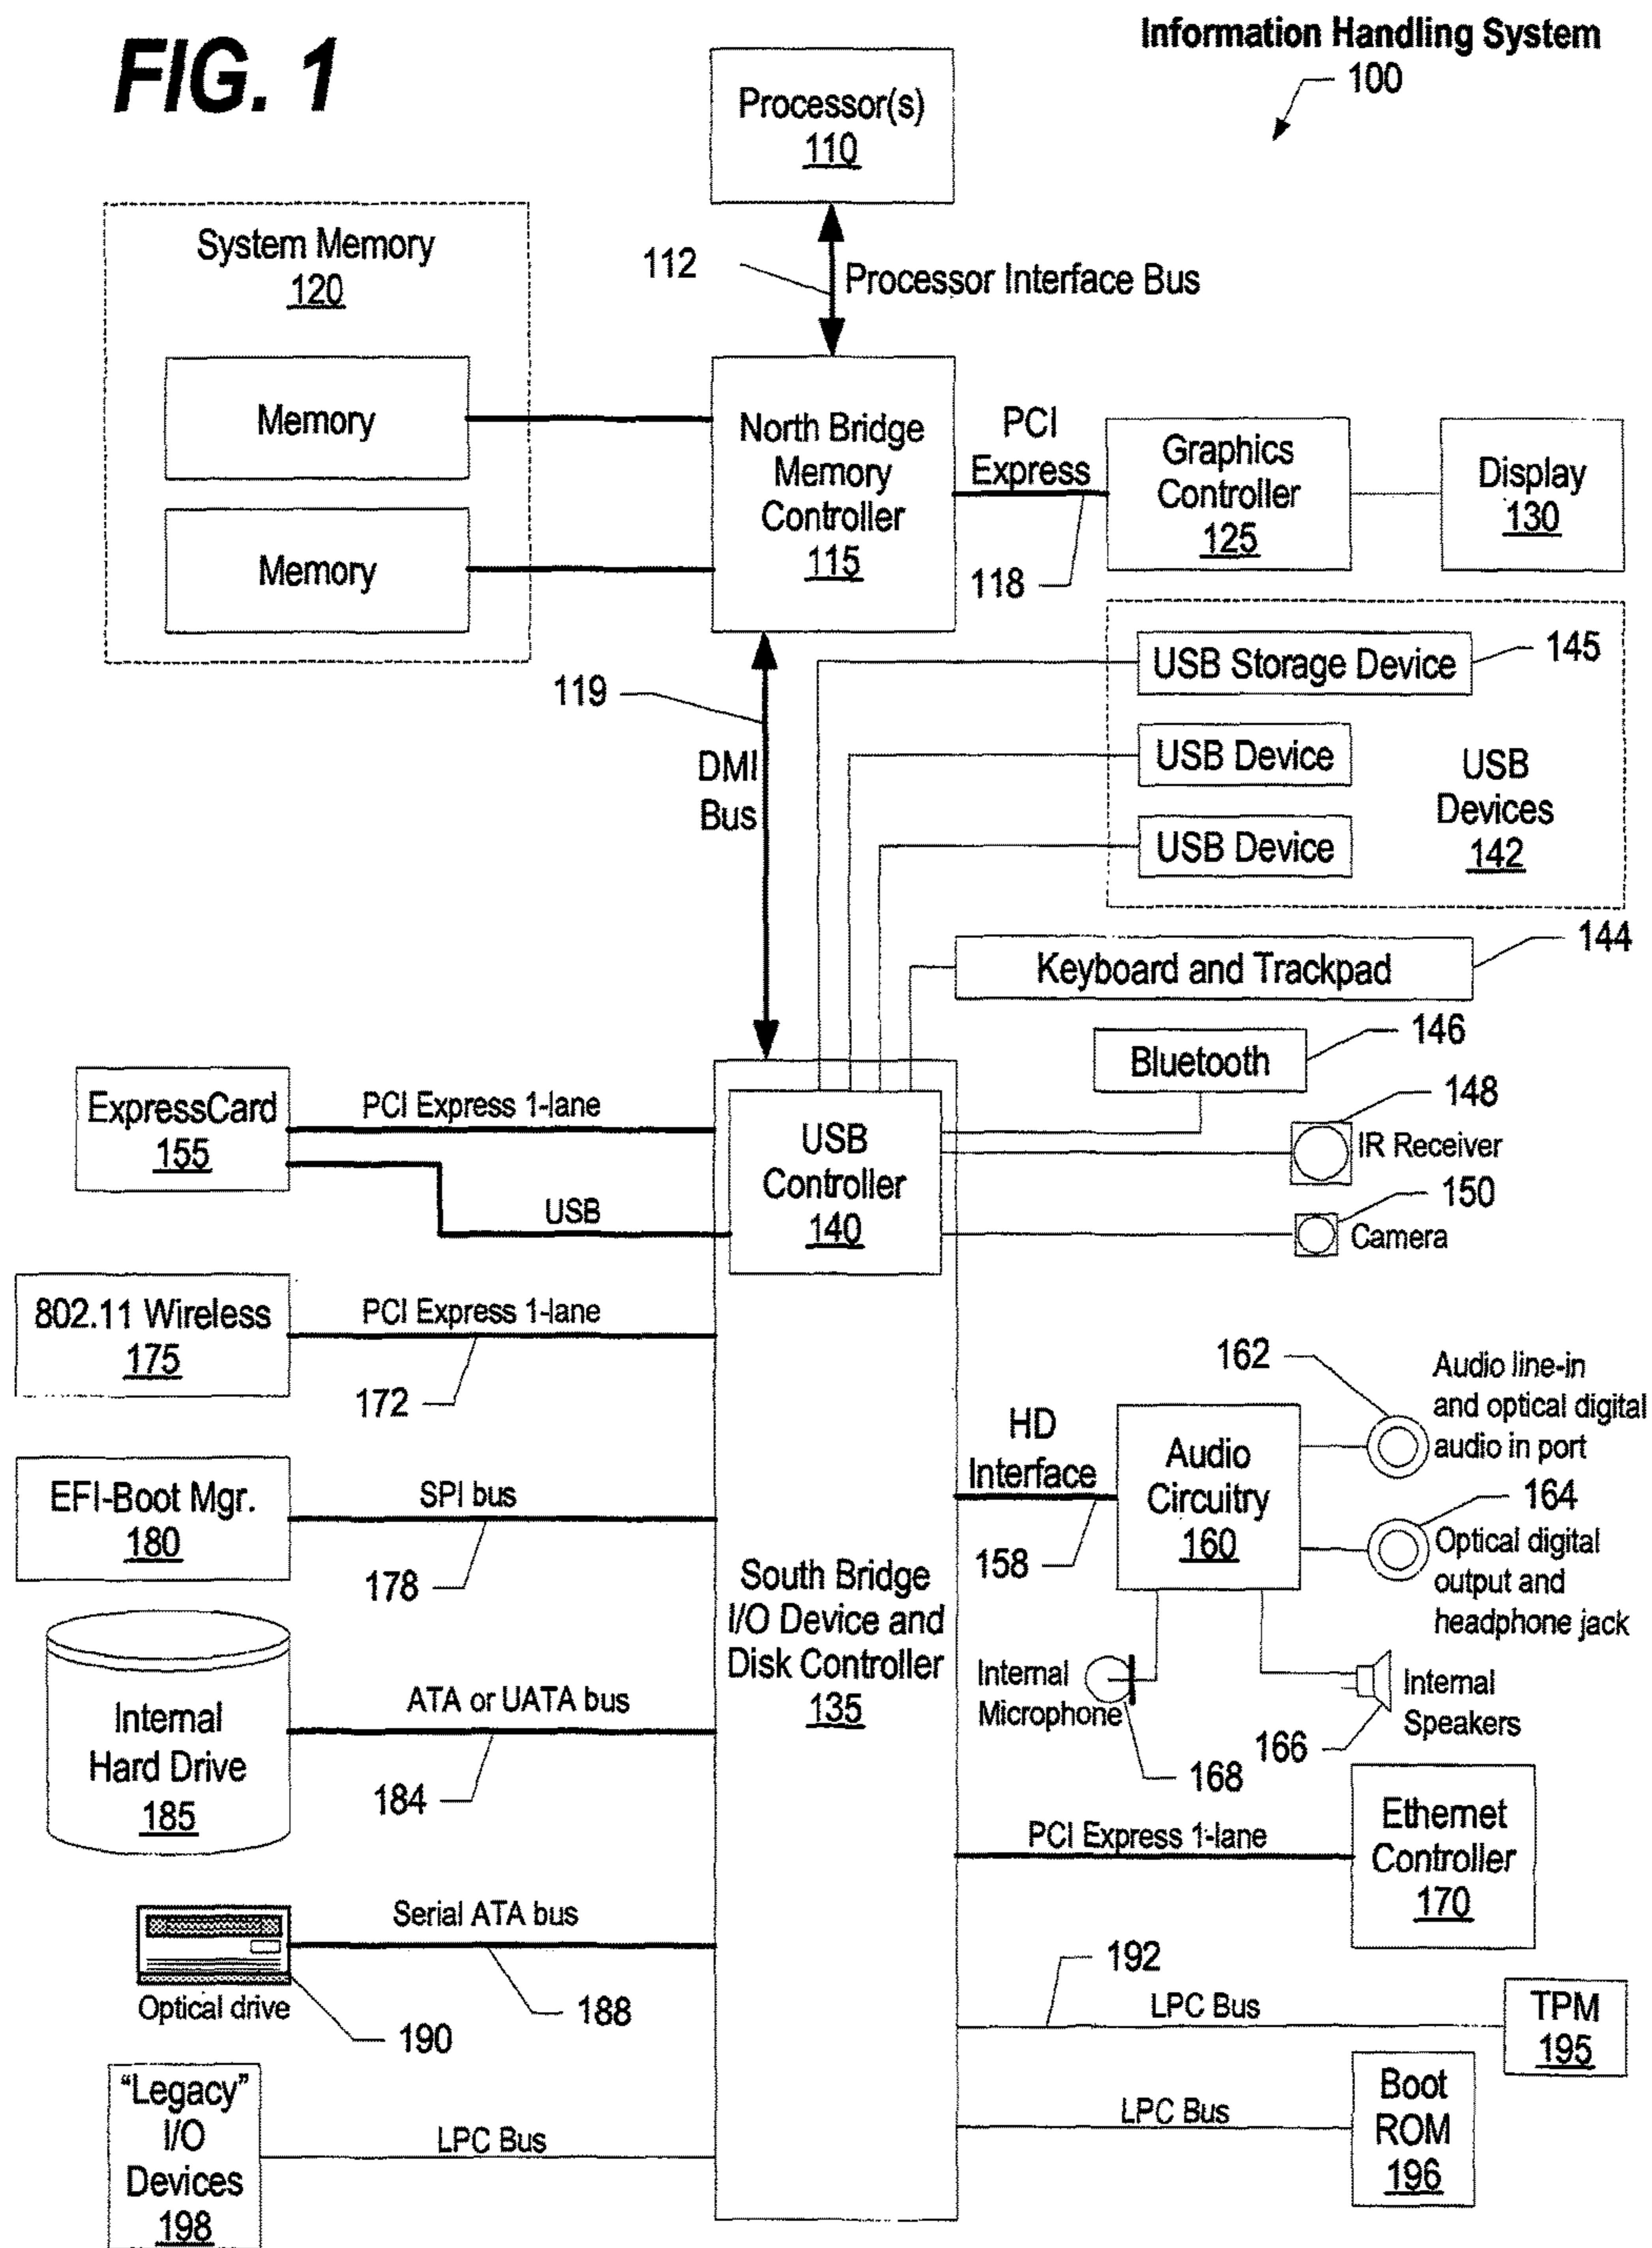 FIG. 1
Information Handling System
100
Processor(s)
110
System Memory
120
112
Processor Interface Bus
Memory
Memory
North Bridge
Memory
Controller
115
PCI
Express
118
Graphics
Controller
125
Display
130
119
DMI
Bus
USB Storage Device
145
USB Device
USB Device
USB
Devices
142
Keyboard and Trackpad
144
Bluetooth
146
148
IR Receiver
150
Camera
ExpressCard
155
PCI Express 1-lane
USB
USB
Controller
140
802.11 Wireless
175
PCI Express 1-lane
172
EFI-Boot Mgr.
180
SPI bus
178
HD
Interface
158
Audio
Circuitry
160
162
Audio line-in
and optical digital
audio in port
164
Optical digital
output and
headphone jack
Internal
Microphone
168
166
Internal
Speakers
South Bridge
I/O Device and
Disk Controller
135
Internal
Hard Drive
185
ATA or UATA bus
184
PCI Express 1-lane
Ethernet
Controller
170
Optical drive
190
Serial ATA bus
188
192
LPC Bus
TPM
195
LPC Bus
Boot
ROM
196
“Legacy”
I/O
Devices
198
LPC Bus